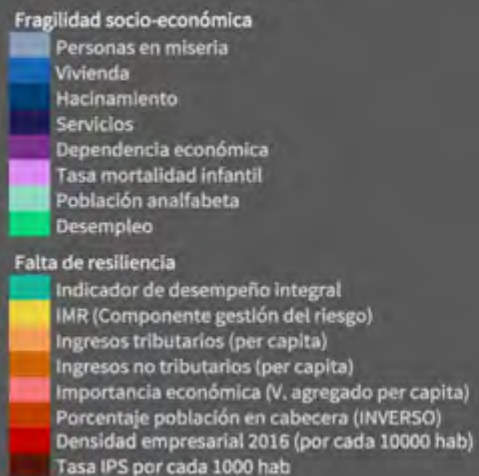 Fragilidad socio-económica
Personas en miseria
Vivienda
Hacinamiento
Servicios
Dependencia económica
Tasa mortalidad infantil
Población analfabeta
Desempleo
Falta de resiliencia
Indicador de desempeño integral
IMR (Componente gestión del riesgo)
Ingresos tributarios (per capita)
Ingresos no tributarios (per capita)
Importancia económica (V. agregado per capita)
Porcentaje población en cabecera (INVERSO)
Densidad empresarial 2016 (por cada 10000 hab)
Tasa IPS por cada 1000 hab